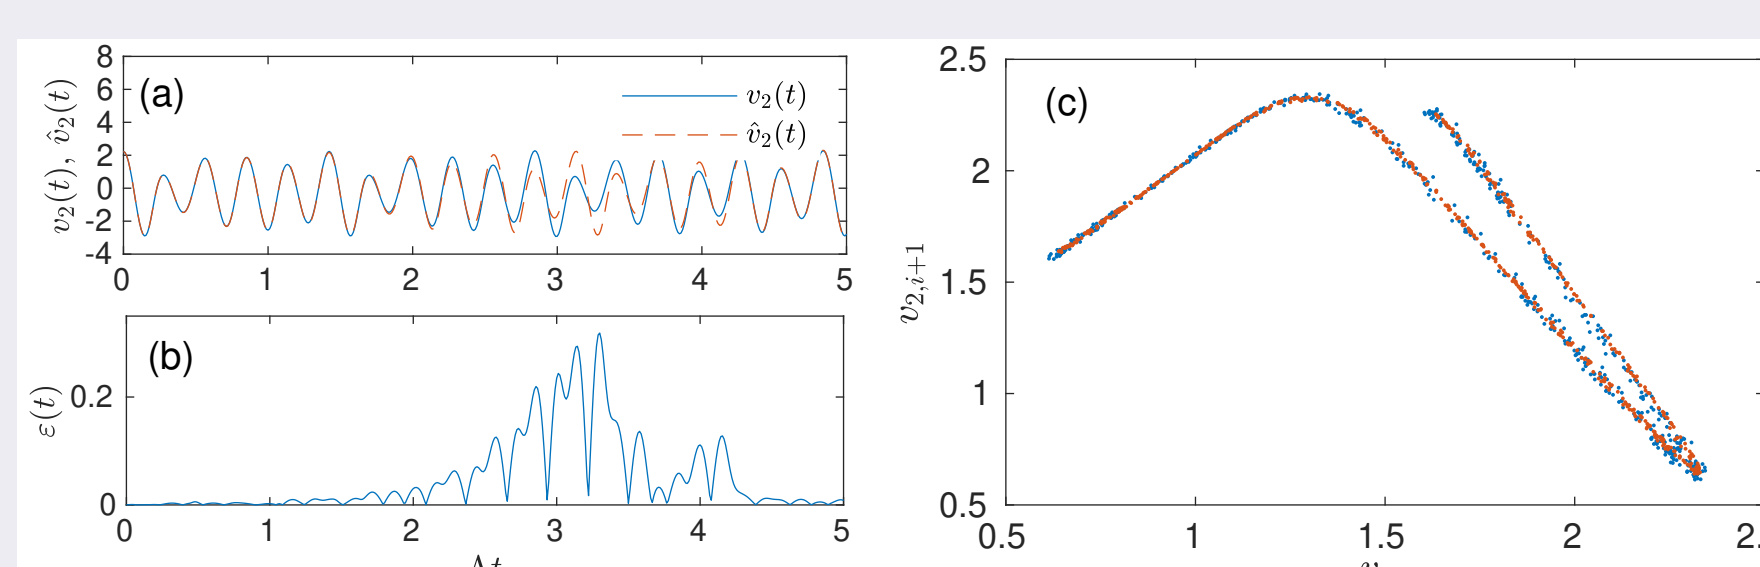 (a)
v₂(t), v̂₂(t)
8
6
4
2
0
-2
-4
v₂(t)
v̂₂(t)
0 1 2 3 4 5
(b)
ε(t)
0.2
0
0 1 2 3 4 5
(c)
v₂,ᵢ₊₁
2.5
2
1.5
1
0.5
0.5 1 1.5 2